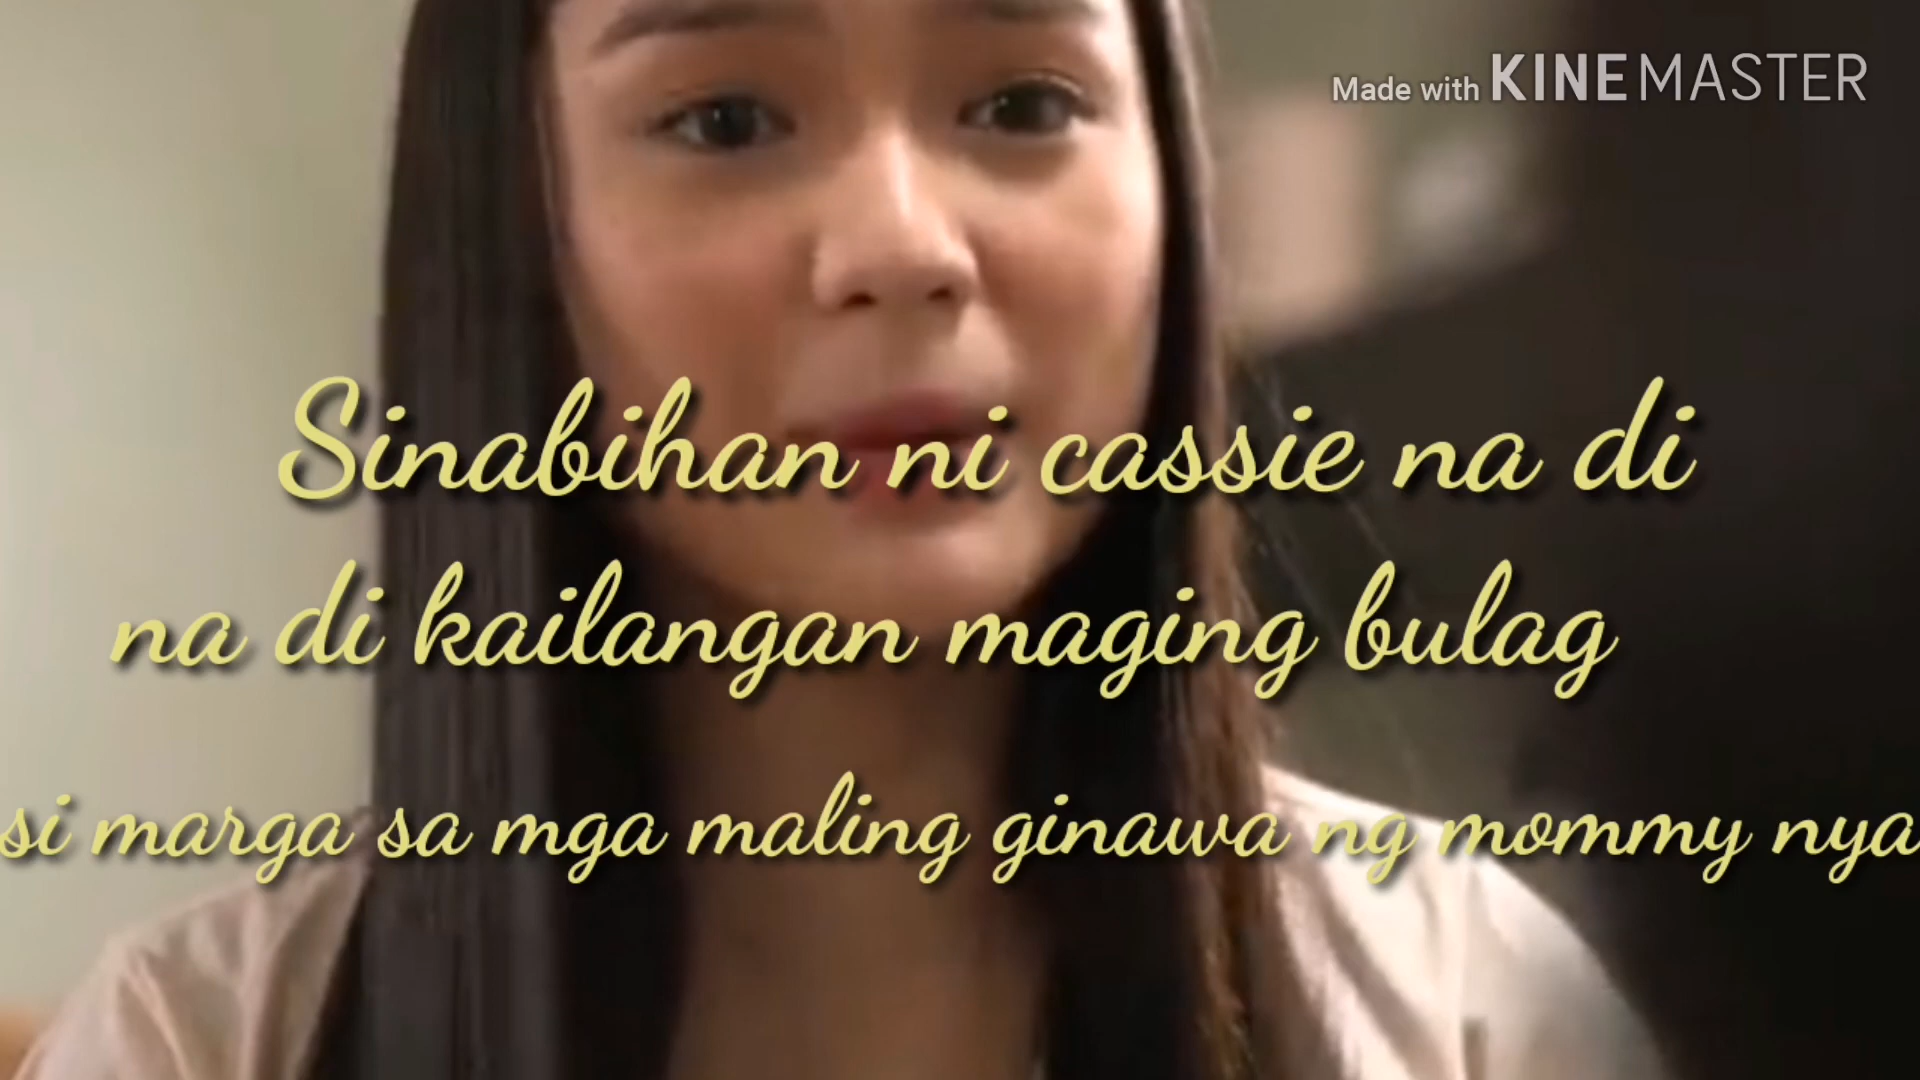 Made with KINEMASTER
Sinabihan ni cassie na di
na di kailangan maging bulag
si marga sa mga maling ginawa ng mommy nya